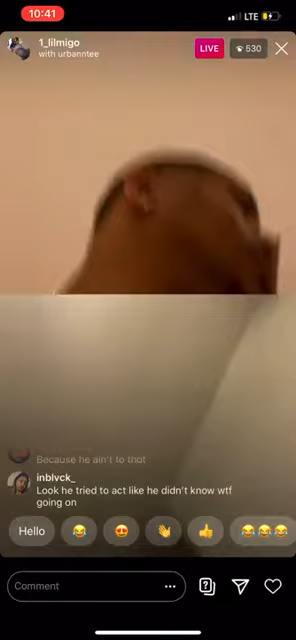 10:41
LTE
1_lilmigo
with urbanntee
LIVE
530
Because he ain't to thot
inblvck_
Look he tried to act like he didn't know wtf
going on
Hello
Comment